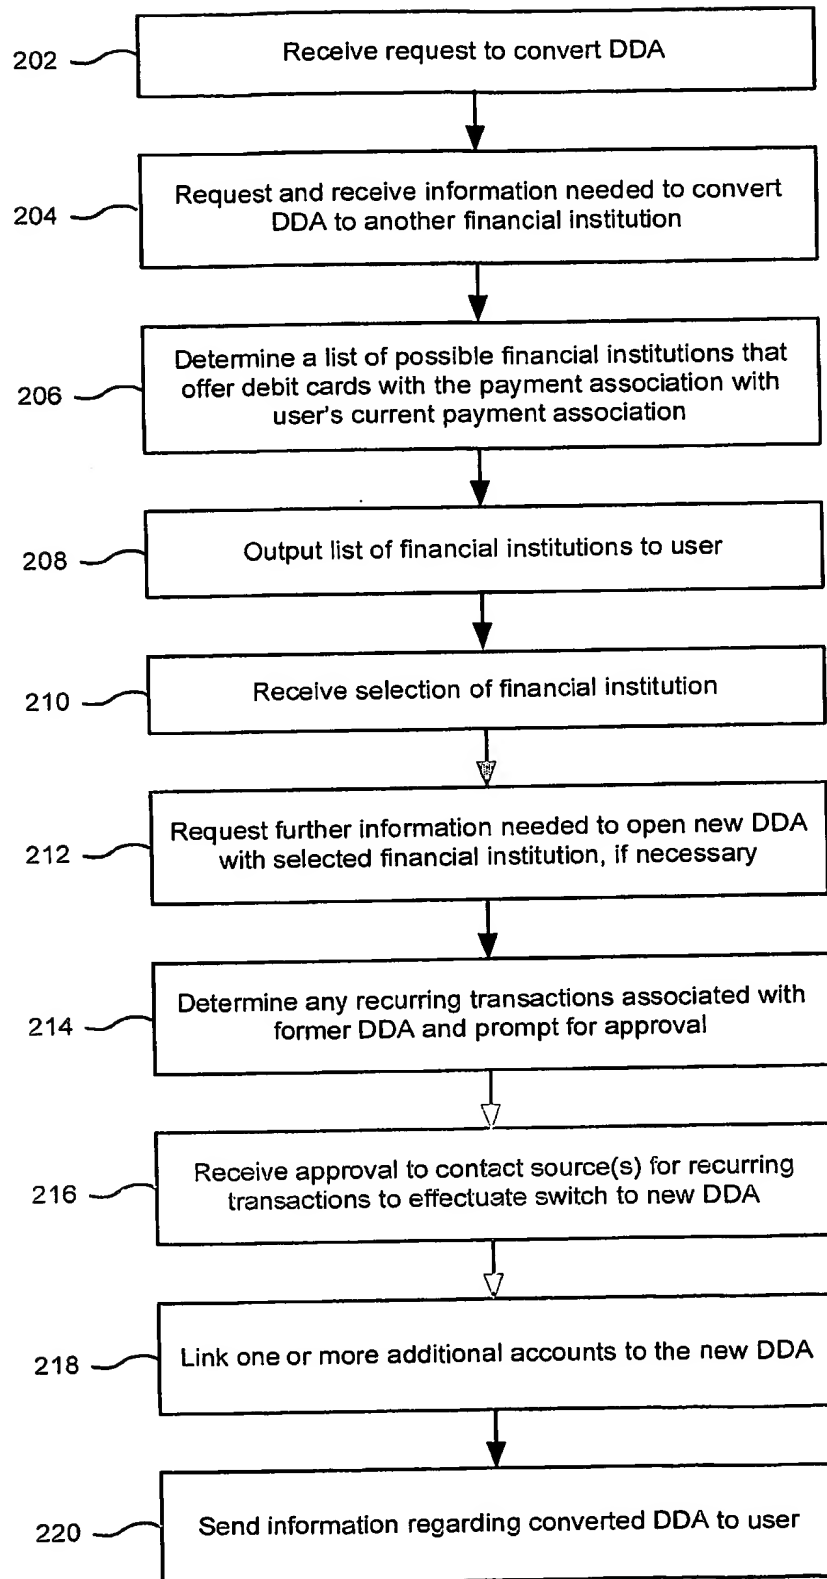 202
Receive request to convert DDA
204
Request and receive information needed to convert
DDA to another financial institution
206
Determine a list of possible financial institutions that
offer debit cards with the payment association with
user's current payment association
208
Output list of financial institutions to user
210
Receive selection of financial institution
212
Request further information needed to open new DDA
with selected financial institution, if necessary
214
Determine any recurring transactions associated with
former DDA and prompt for approval
216
Receive approval to contact source(s) for recurring
transactions to effectuate switch to new DDA
218
Link one or more additional accounts to the new DDA
220
Send information regarding converted DDA to user